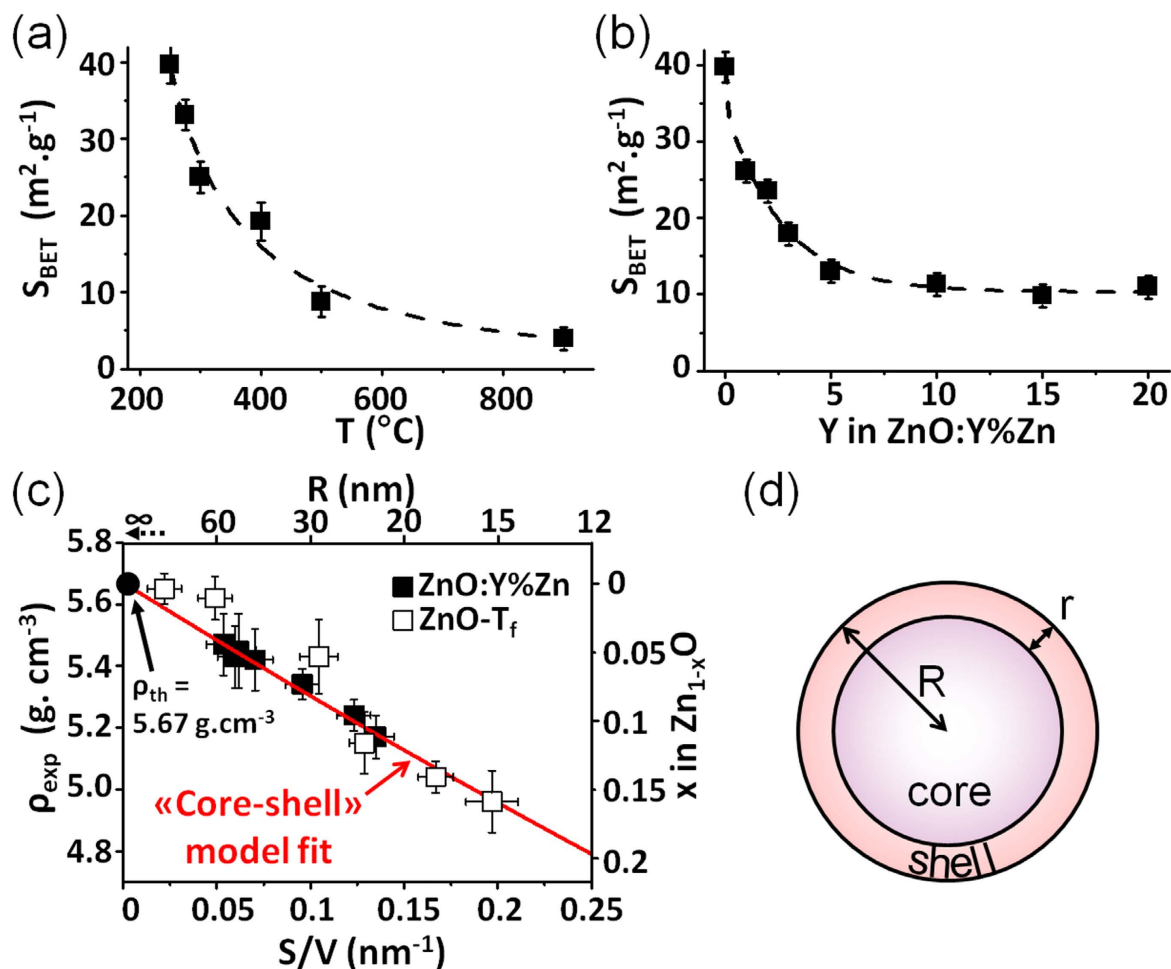 (a)
40
30
20
10
0
S_BET (m².g⁻¹)
200 400 600 800
T (°C)
(b)
40
30
20
10
0
S_BET (m².g⁻¹)
0 5 10 15 20
Y in ZnO:Y%Zn
(c)
R (nm)
∞ 60 30 20 15 12
5.8
5.6
5.4
5.2
5.0
4.8
ρ_exp (g. cm⁻³)
ZnO:Y%Zn
ZnO-T_f
ρ_th =
5.67 g.cm⁻³
«Core-shell»
model fit
0
0.05
0.1
0.15
0.2
x in Zn₁₋ₓO
0 0.05 0.1 0.15 0.2 0.25
S/V (nm⁻¹)
(d)
r
R
core
shell